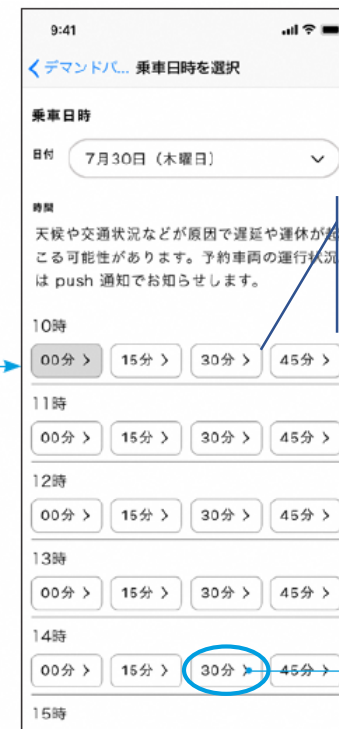 9:41
デマンドバ... 乗車日時を選択
乗車日時
日付 7月30日（木曜日）
時間
天候や交通状況などが原因で遅延や運休が起
こる可能性があります。予約車両の運行状況
は push 通知でお知らせします。
10時
00分 > 15分 > 30分 > 45分 >
11時
00分 > 15分 > 30分 > 45分 >
12時
00分 > 15分 > 30分 > 45分 >
13時
00分 > 15分 > 30分 > 45分 >
14時
00分 > 15分 > 30分 > 45分 >
15時